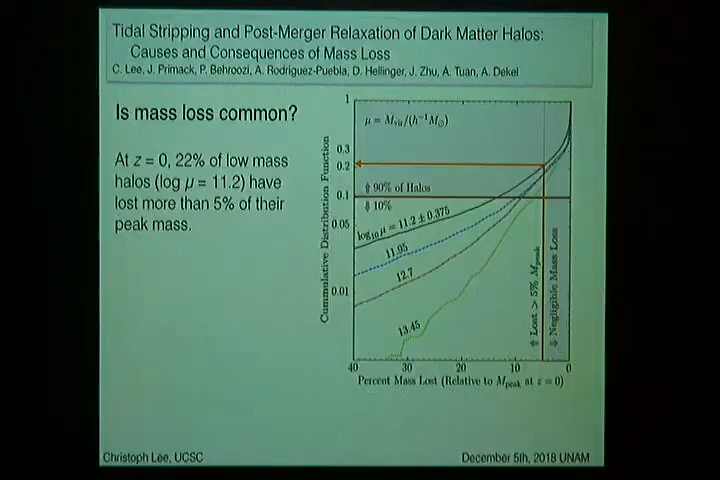 Tidal Stripping and Post-Merger Relaxation of Dark Matter Halos:
Causes and Consequences of Mass Loss
C. Lee, J. Primack, P. Behroozi, A. Rodriguez-Puebla, D. Hellinger, J. Zhu, A. Tuan, A. Dekel
Is mass loss common?
At z = 0, 22% of low mass
halos (log μ = 11.2) have
lost more than 5% of their
peak mass.
μ = Mvir/(h⁻¹M⊙)
Cummulative Distribution Function
1
0.3
0.2
0.1
0.05
0.01
⇑ 90% of Halos
⇓ 10%
log₁₀ μ = 11.2 ± 0.375
11.95
12.7
13.45
⇑ Lost > 5% Mpeak
⇓ Negligible Mass Loss
40 30 20 10 0
Percent Mass Lost (Relative to Mpeak at z = 0)
Christoph Lee, UCSC
December 5th, 2018 UNAM